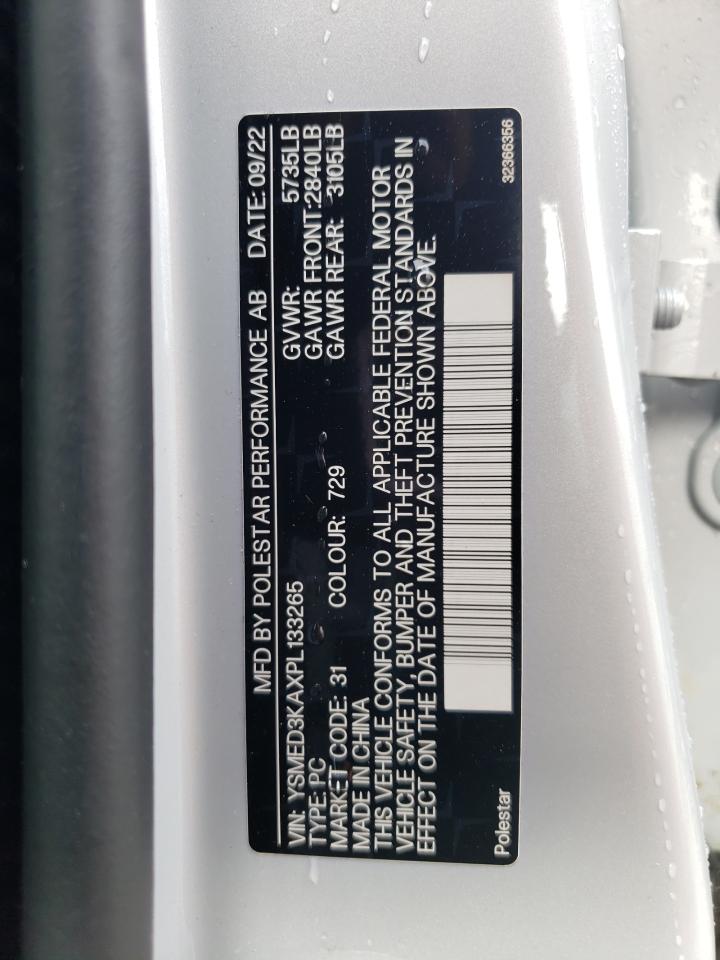 MFD BY POLESTAR PERFORMANCE AB DATE: 09/22
VIN: YSMED3KAXPL133265 GVWR: 5735LB
TYPE: PC GAWR FRONT:2840LB
MARKET CODE: 31 COLOUR: 729 GAWR REAR: 3105LB
MADE IN CHINA
THIS VEHICLE CONFORMS TO ALL APPLICABLE FEDERAL MOTOR
VEHICLE SAFETY, BUMPER AND THEFT PREVENTION STANDARDS IN
EFFECT ON THE DATE OF MANUFACTURE SHOWN ABOVE.
Polestar 32366356